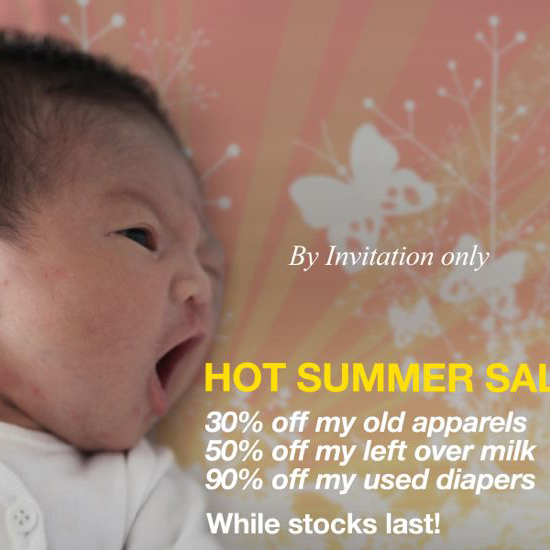 By Invitation only
HOT SUMMER SAL
30% off my old apparels
50% off my left over milk
90% off my used diapers
While stocks last!